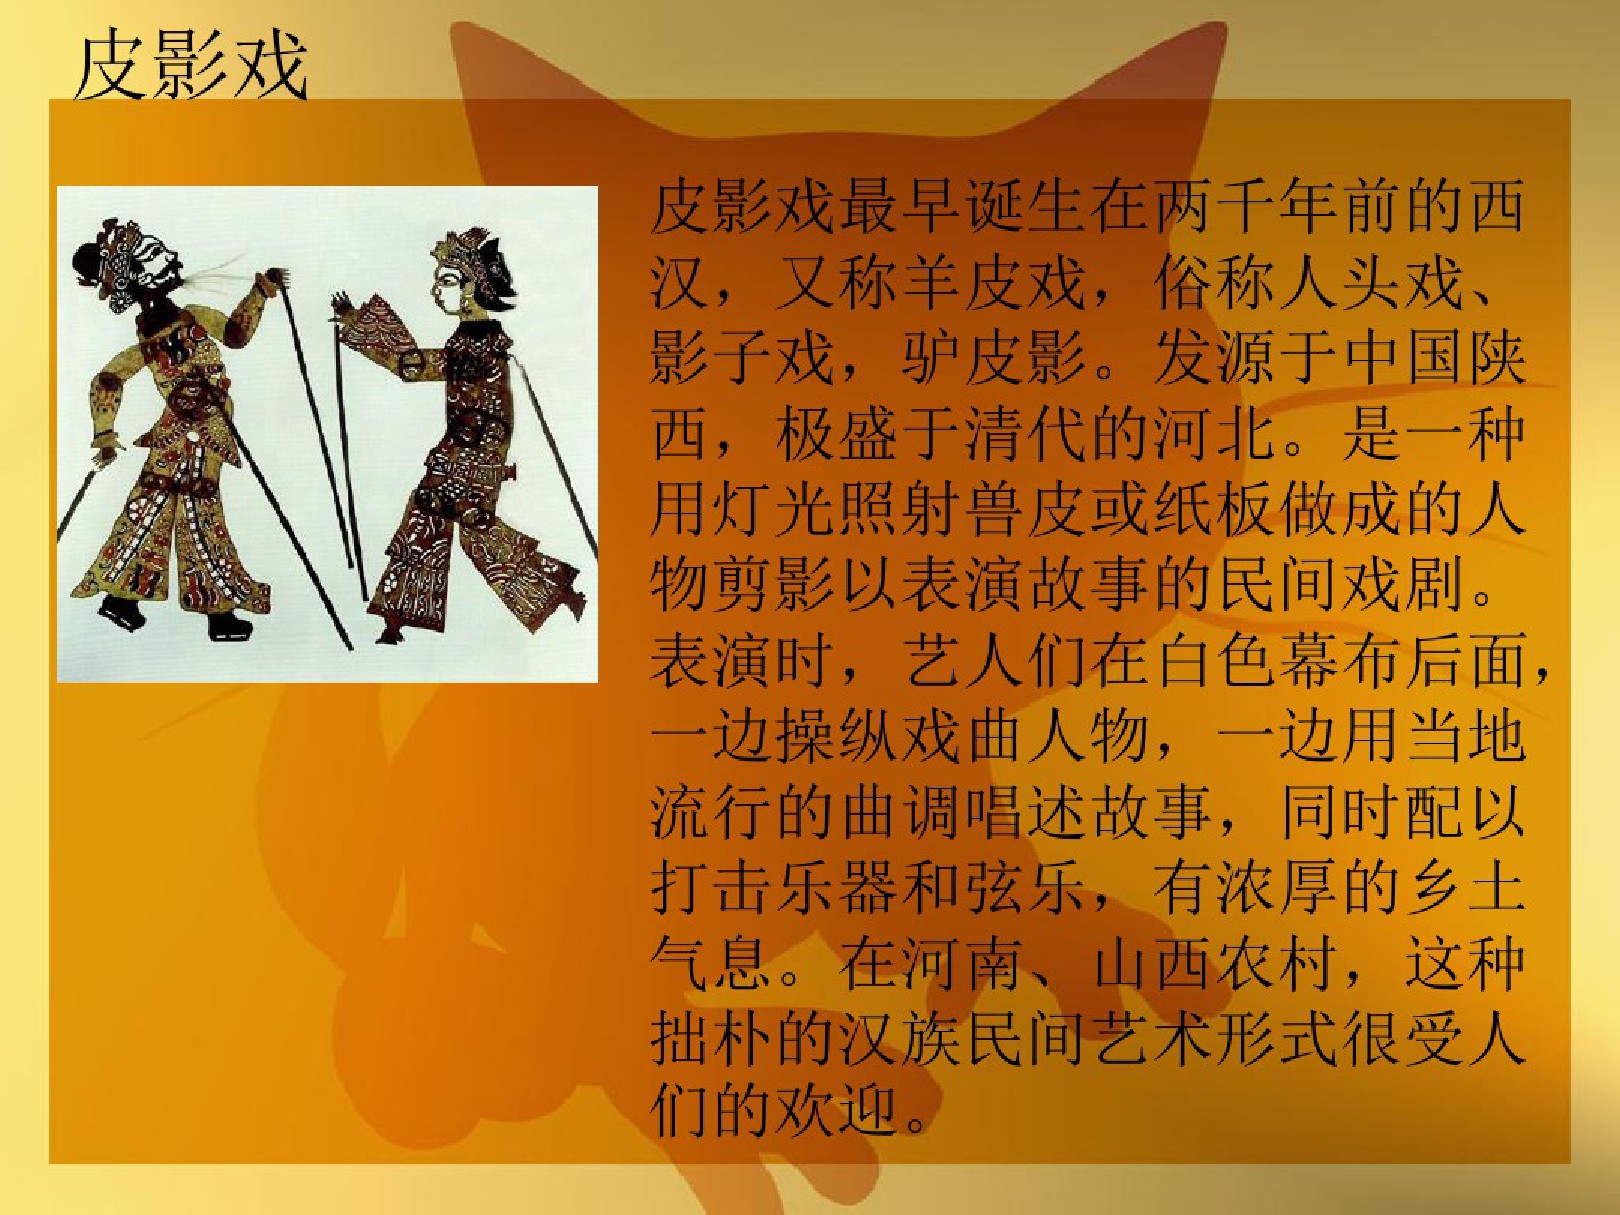 皮影戏
皮影戏最早诞生在两千年前的西
汉，又称羊皮戏，俗称人头戏、
影子戏，驴皮影。发源于中国陕
西，极盛于清代的河北。是一种
用灯光照射兽皮或纸板做成的人
物剪影以表演故事的民间戏剧。
表演时，艺人们在白色幕布后面，
一边操纵戏曲人物，一边用当地
流行的曲调唱述故事，同时配以
打击乐器和弦乐，有浓厚的乡土
气息。在河南、山西农村，这种
拙朴的汉族民间艺术形式很受人
们的欢迎。